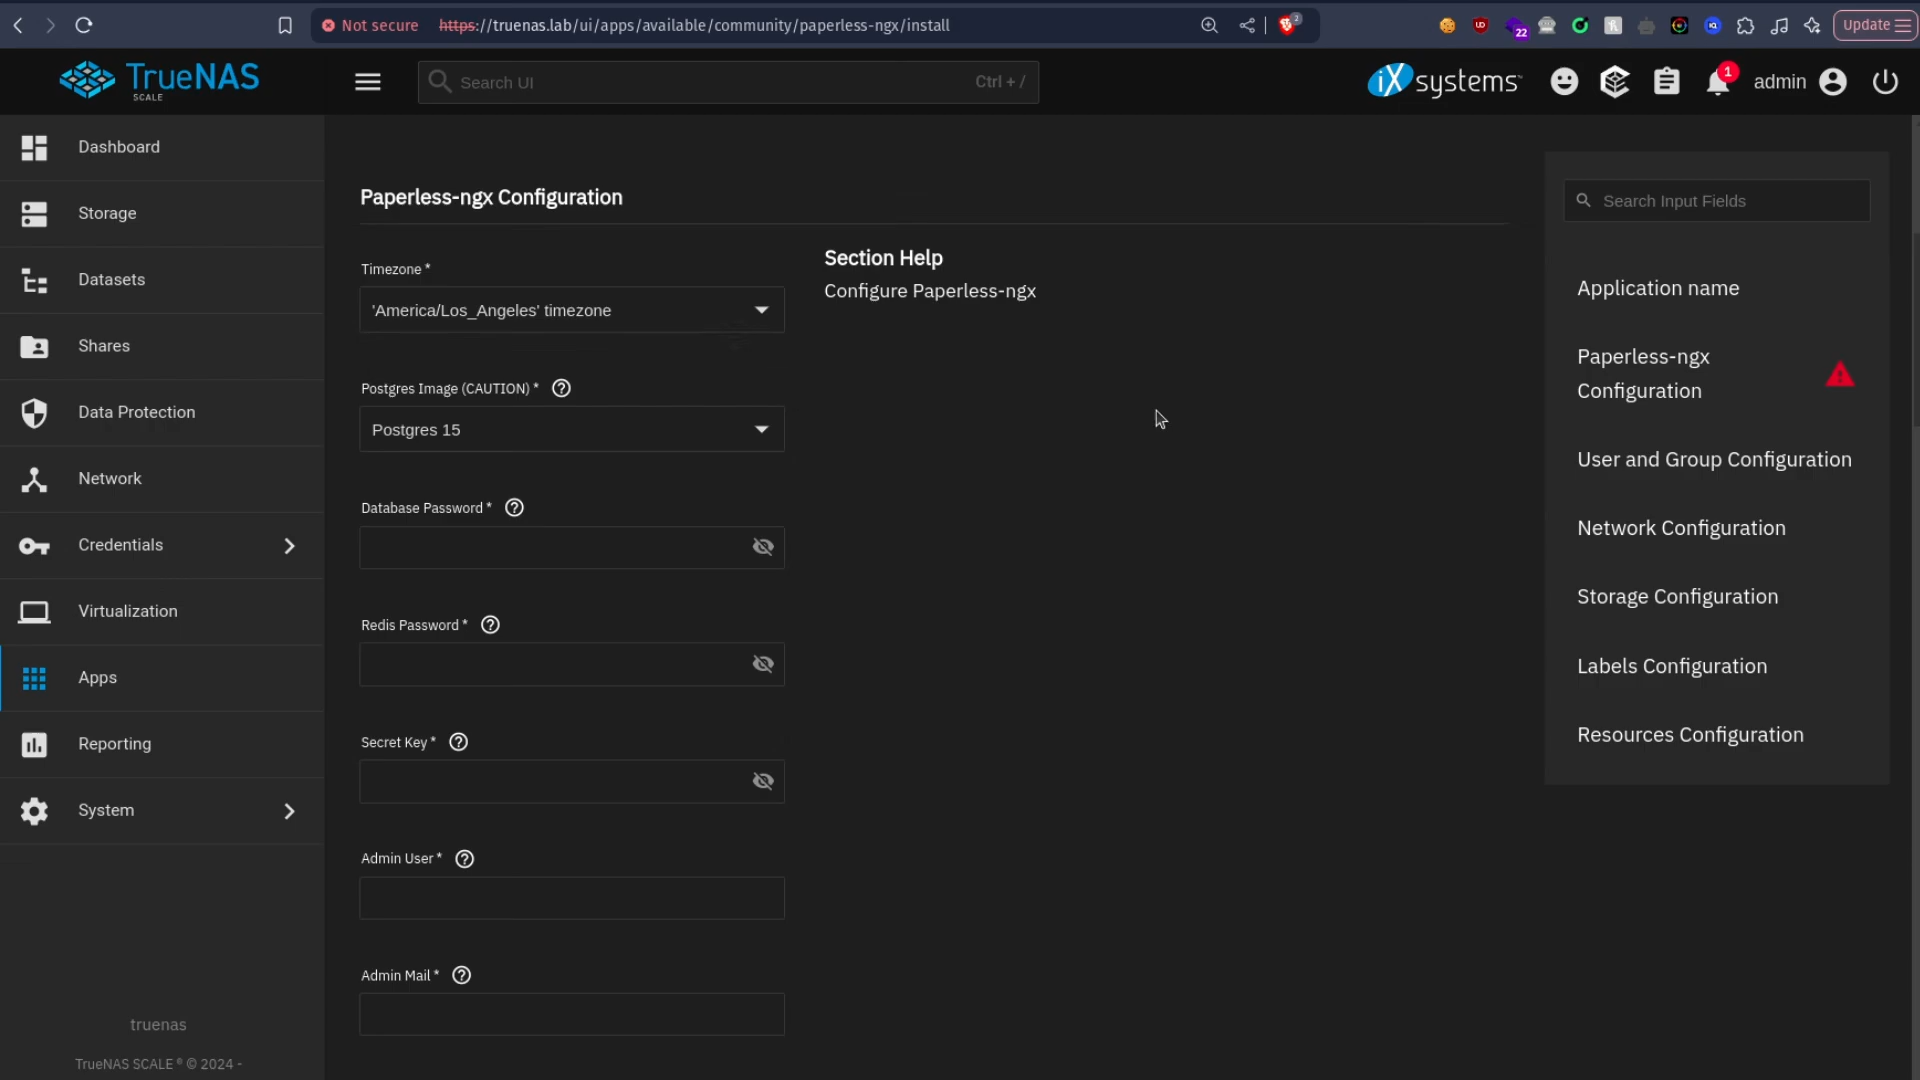 Not secure
https://truenas.lab/ui/apps/available/community/paperless-ngx/install
2
22
Update
TrueNAS
SCALE
Search UI
Ctrl + /
iXsystems
1
admin
Dashboard
Storage
Datasets
Shares
Data Protection
Network
Credentials
Virtualization
Apps
Reporting
System
truenas
TrueNAS SCALE ® © 2024 -
Paperless-ngx Configuration
Timezone *
'America/Los_Angeles' timezone
Postgres Image (CAUTION) *
Postgres 15
Database Password *
Redis Password *
Secret Key *
Admin User *
Admin Mail *
Section Help
Configure Paperless-ngx
Search Input Fields
Application name
Paperless-ngx
Configuration
User and Group Configuration
Network Configuration
Storage Configuration
Labels Configuration
Resources Configuration